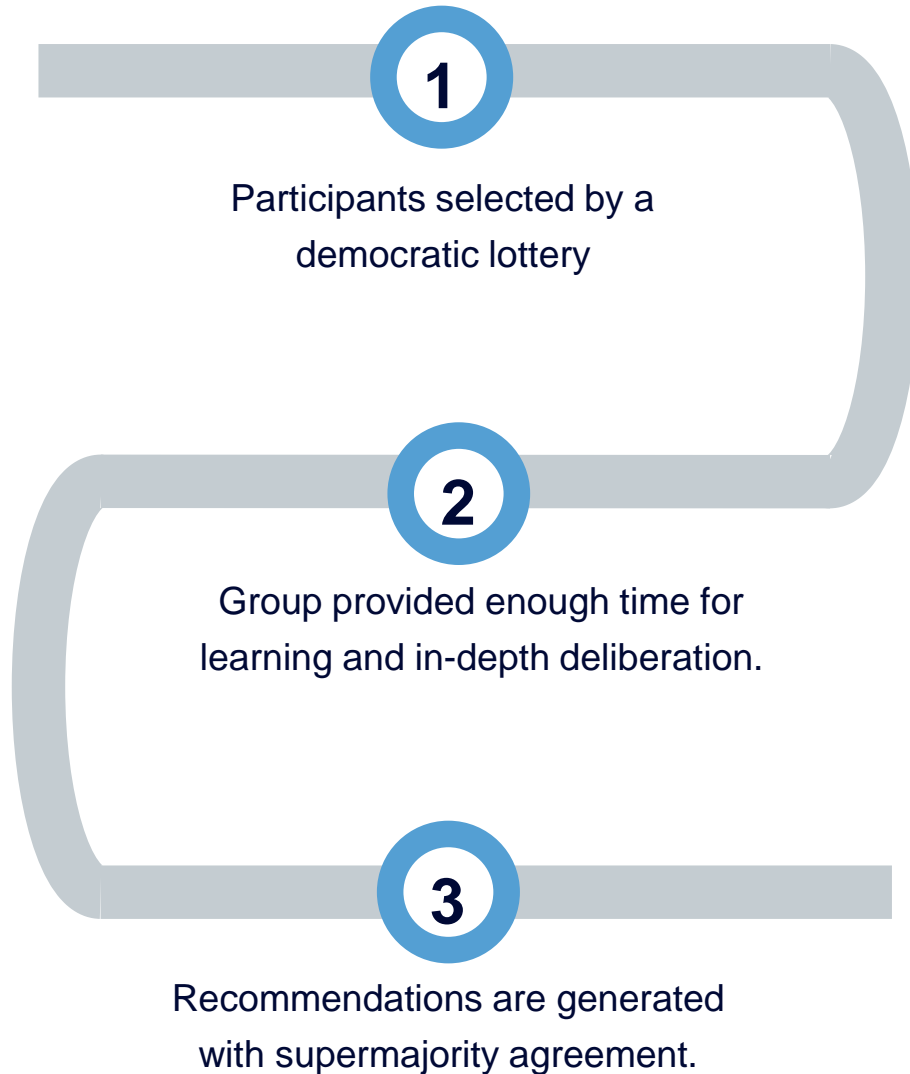 1
Participants selected by a
democratic lottery
2
Group provided enough time for
learning and in-depth deliberation.
3
Recommendations are generated
with supermajority agreement.